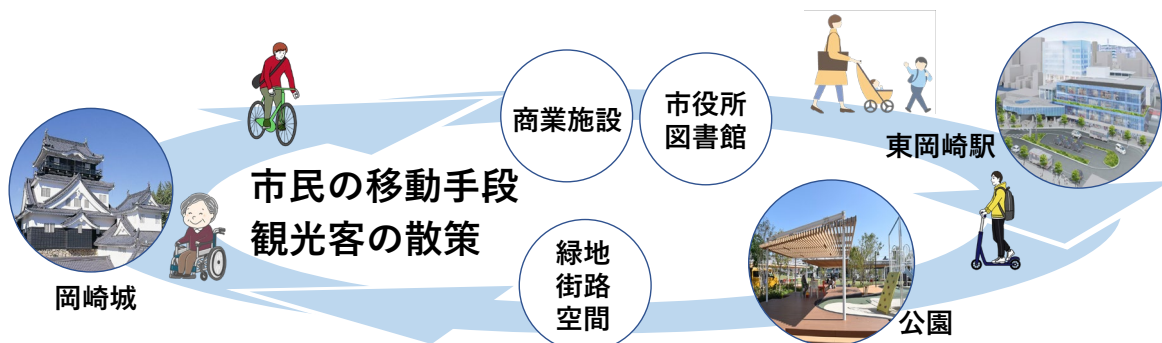 商業施設
市役所
図書館
東岡崎駅
市民の移動手段
観光客の散策
緑地
街路
空間
岡崎城
公園